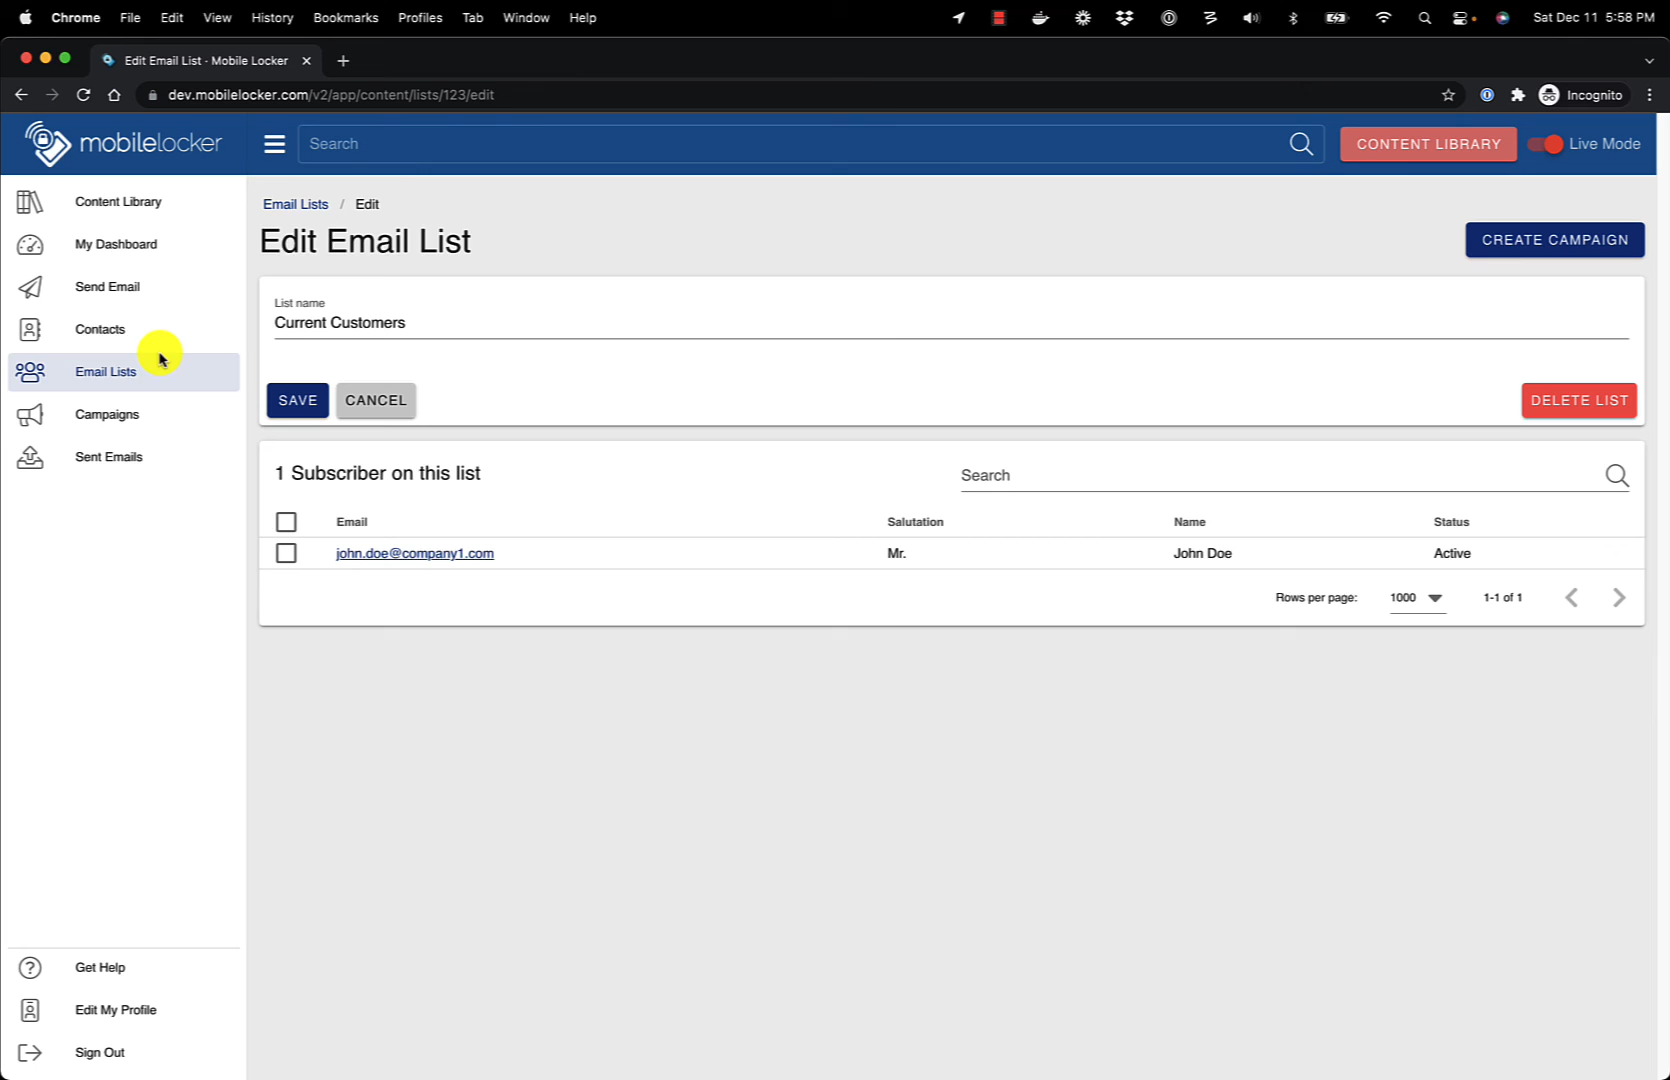 Chrome File Edit View History Bookmarks Profiles Tab Window Help Sat Dec 11 5:58 PM
Edit Email List - Mobile Locker
dev.mobilelocker.com/v2/app/content/lists/123/edit Incognito
mobilelocker Search CONTENT LIBRARY Live Mode
Content Library
My Dashboard
Send Email
Contacts
Email Lists
Campaigns
Sent Emails
Get Help
Edit My Profile
Sign Out
Email Lists / Edit
Edit Email List CREATE CAMPAIGN
List name
Current Customers
SAVE CANCEL DELETE LIST
1 Subscriber on this list Search
Email Salutation Name Status
john.doe@company1.com Mr. John Doe Active
Rows per page: 1000 1-1 of 1